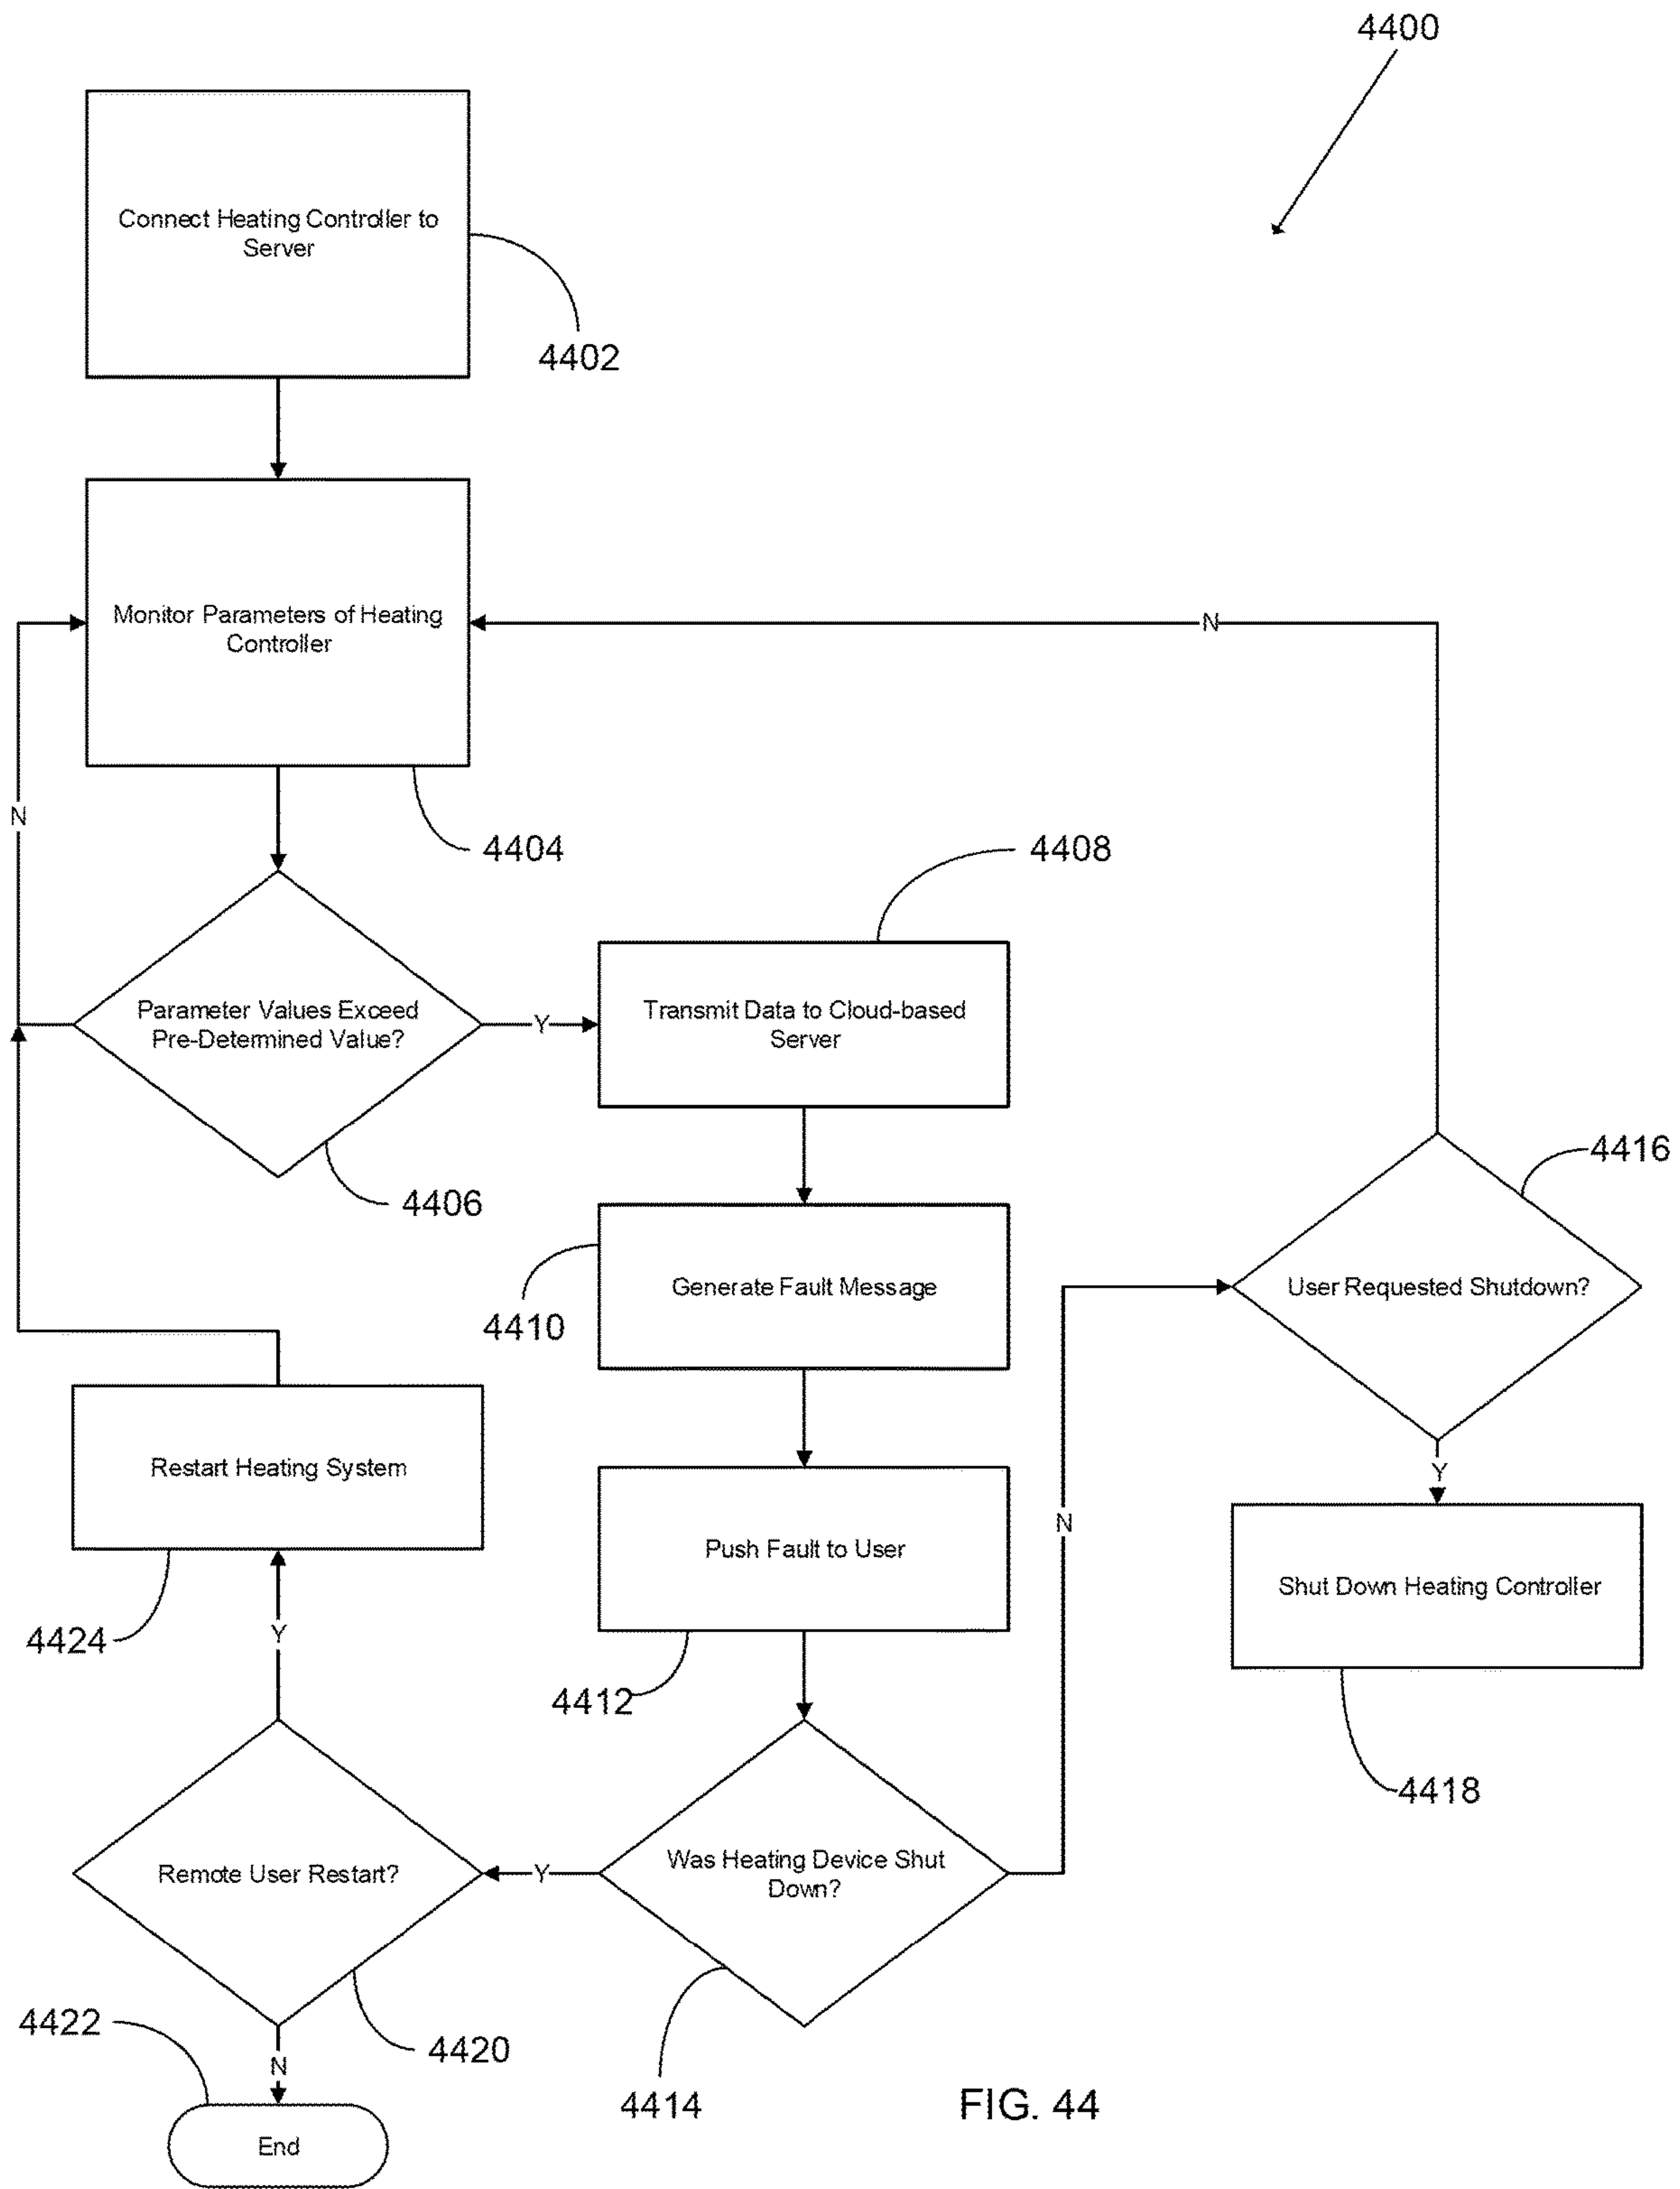 4400
Connect Heating Controller to
Server
4402
Monitor Parameters of Heating
Controller
N
N
4404
4408
Parameter Values Exceed
Pre-Determined Value?
Y
Transmit Data to Cloud-based
Server
4406
4416
Generate Fault Message
4410
User Requested Shutdown?
Restart Heating System
Y
N
Push Fault to User
Shut Down Heating Controller
4424
Y
4412
4418
Remote User Restart?
Y
Was Heating Device Shut
Down?
4422
N
4420
4414
FIG. 44
End